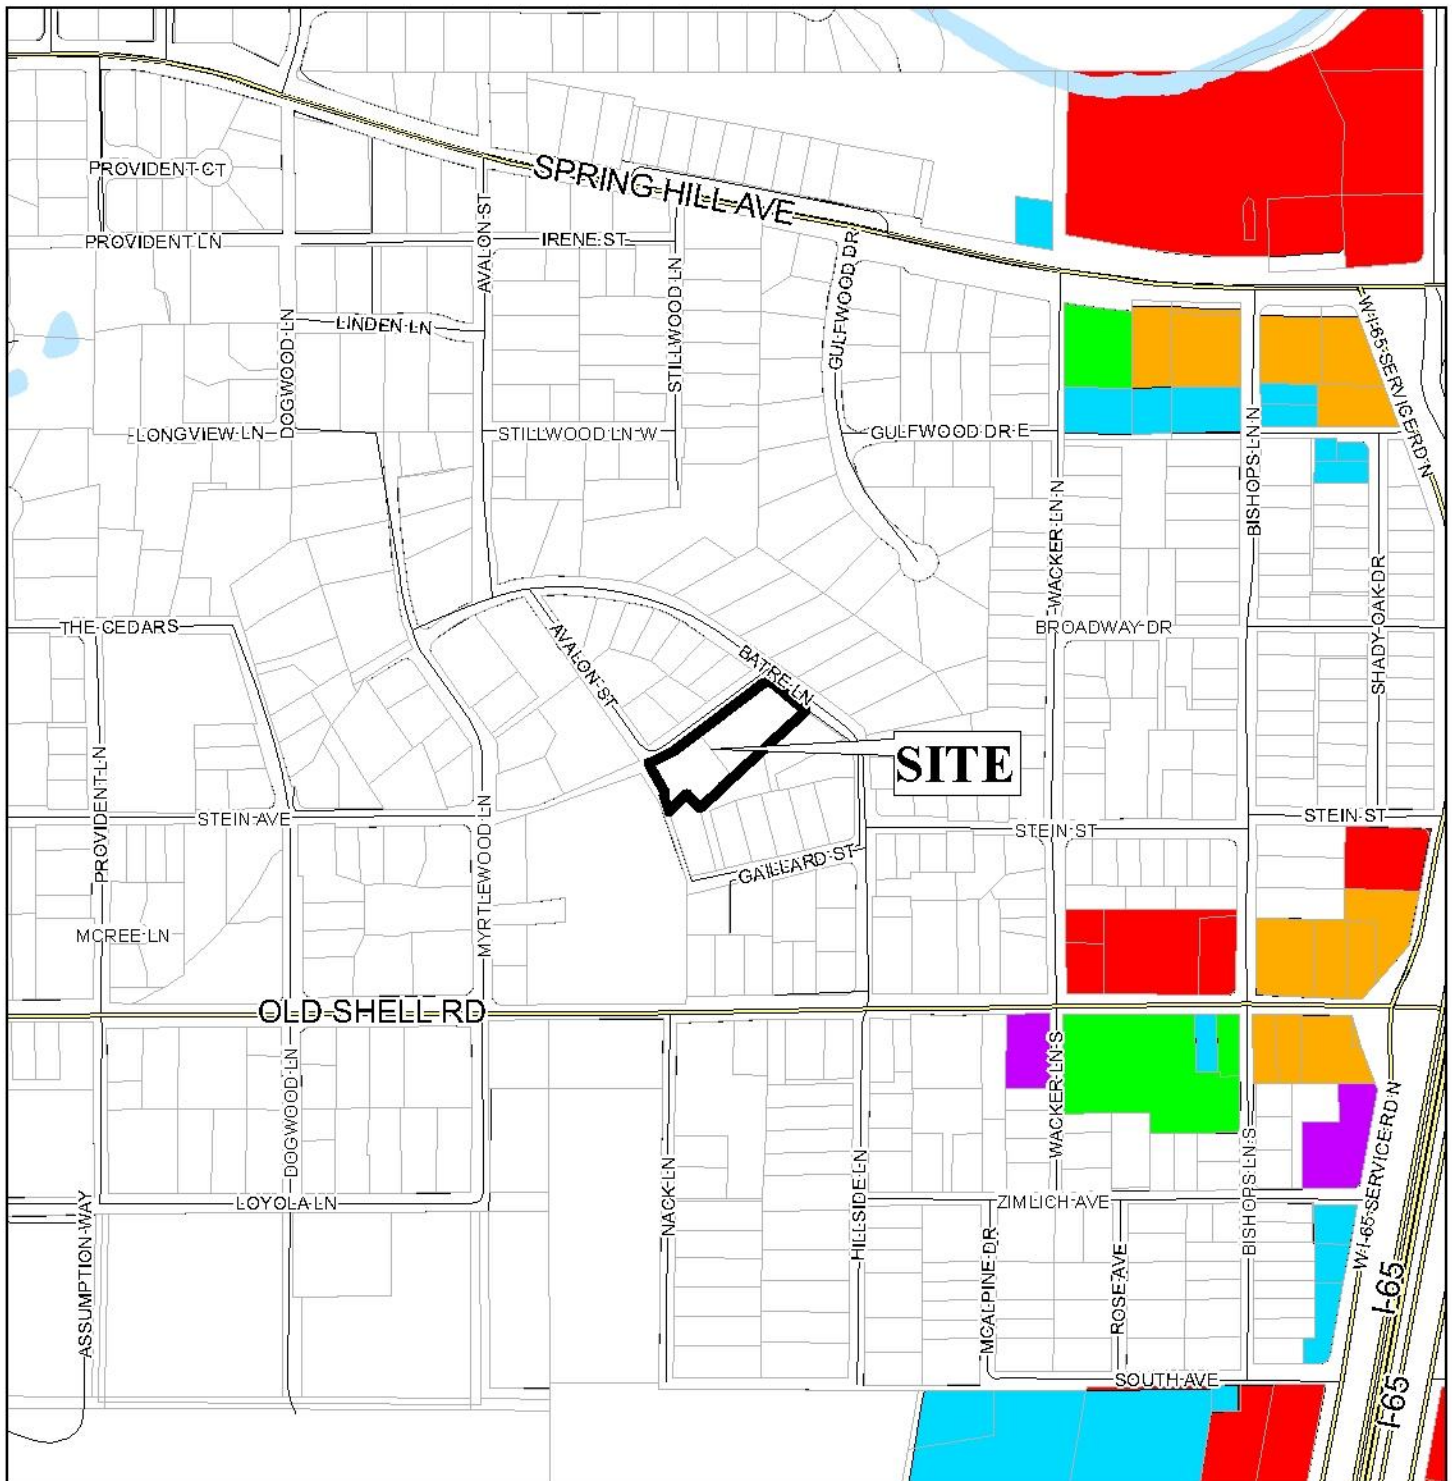 PROVIDENT CT
SPRING HILL AVE
AVALON ST
PROVIDENT LN
IRENE ST
GULFWOOD DR
STILLWOOD LN
LINDEN LN
DOGWOOD LN
W I-65 SERVICE RD N
LONGVIEW LN
STILLWOOD LN W
GULFWOOD DR E
BISHOPS LN N
WACKER LN N
SHADY OAK DR
THE CEDARS
BROADWAY DR
AVALON ST
BATRE LN
SITE
PROVIDENT LN
STEIN AVE
MYRTLEWOOD LN
STEIN ST
STEIN ST
GAILLARD ST
MCREE LN
OLD SHELL RD
DOGWOOD LN
WACKER LN S
W I-65 SERVICE RD N
BISHOPS LN S
NACK LN
HILLSIDE LN
LOYOLA LN
ZIMLICH AVE
ASSUMPTION WAY
MCALPINE DR
ROSE AVE
I-65
I-65
SOUTH AVE